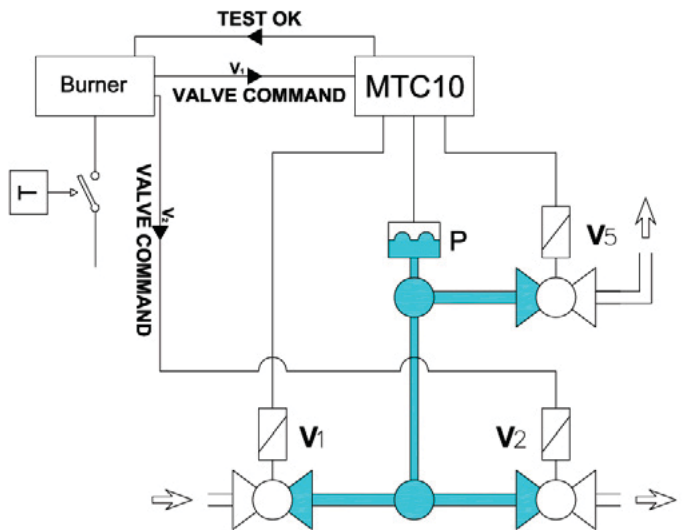 TEST OK
Burner
V1
VALVE COMMAND
MTC10
T
V2
VALVE COMMAND
P
V5
V1
V2